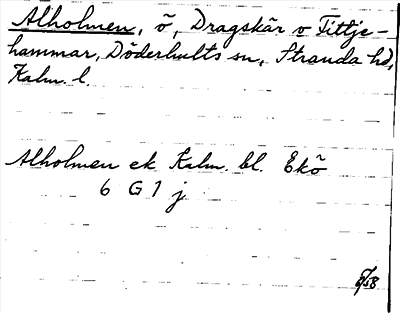 Alholmen, ö, Dragskär o Tittje-
hammar, Döderhults sn, Stranda hd,
Kalm. l.
Alholmen ek Kalm. bl. Ekö
6 G 1 j